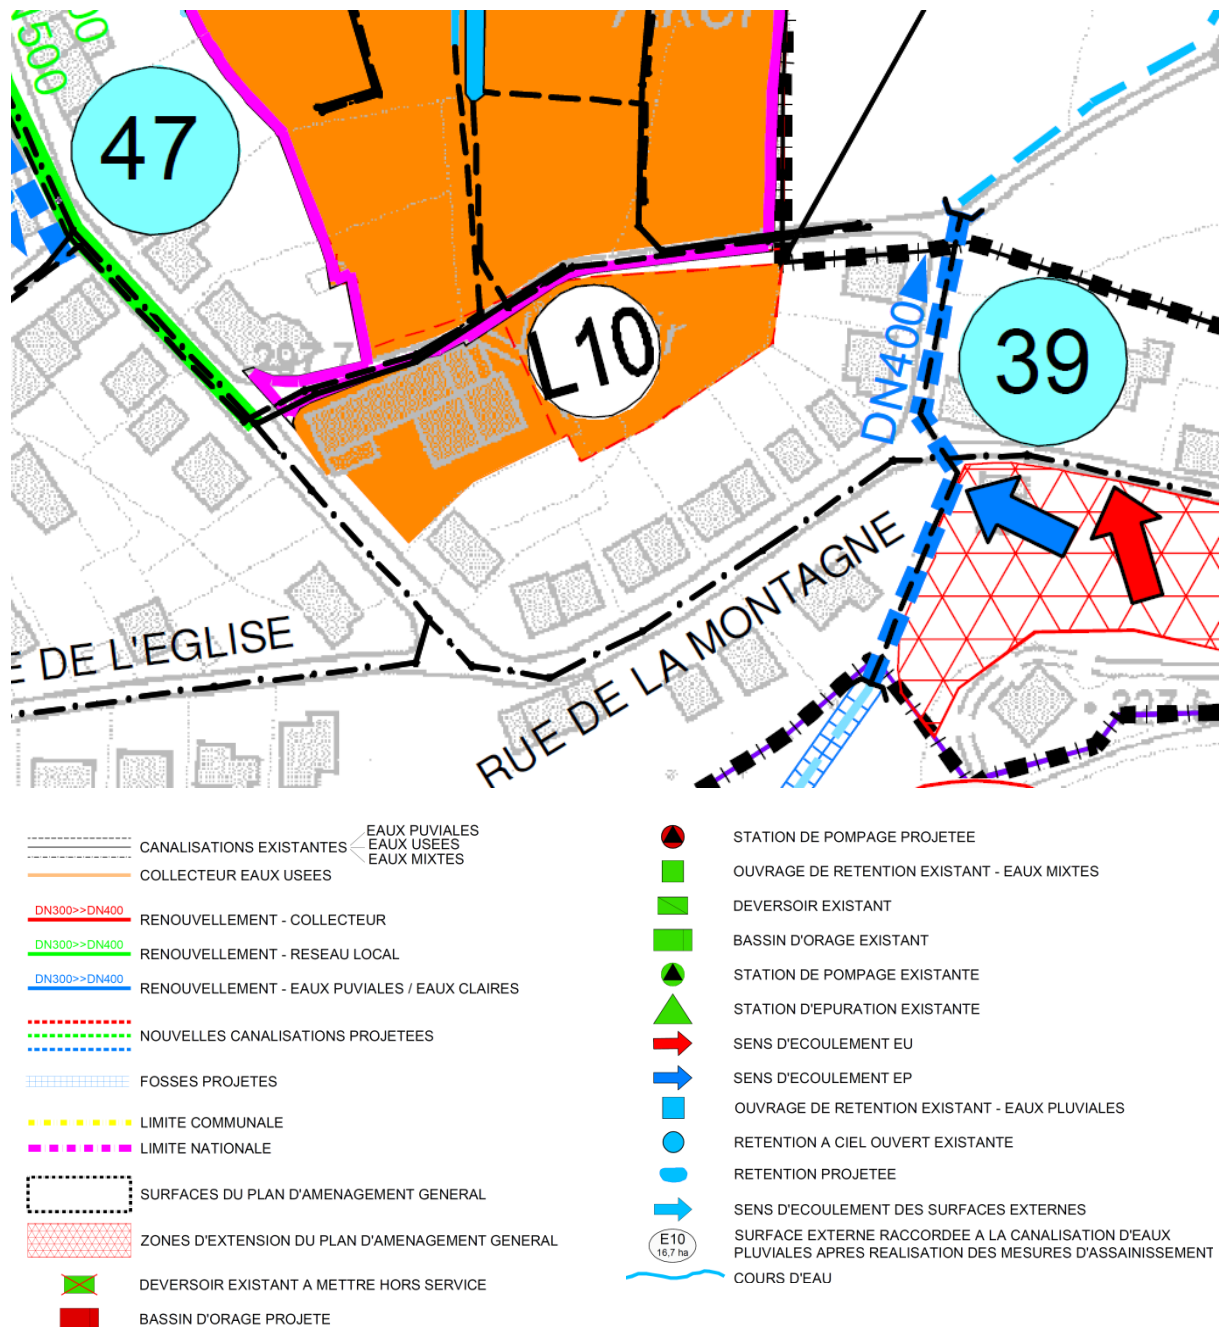 47
L10
39
DN400
RUE DE LA MONTAGNE
E DE L'EGLISE
EAUX PUVIALES
CANALISATIONS EXISTANTES
EAUX USEES
EAUX MIXTES
COLLECTEUR EAUX USEES
DN300>>DN400
RENOUVELLEMENT - COLLECTEUR
DN300>>DN400
RENOUVELLEMENT - RESEAU LOCAL
DN300>>DN400
RENOUVELLEMENT - EAUX PUVIALES / EAUX CLAIRES
NOUVELLES CANALISATIONS PROJETEES
FOSSES PROJETES
LIMITE COMMUNALE
LIMITE NATIONALE
SURFACES DU PLAN D'AMENAGEMENT GENERAL
ZONES D'EXTENSION DU PLAN D'AMENAGEMENT GENERAL
DEVERSOIR EXISTANT A METTRE HORS SERVICE
BASSIN D'ORAGE PROJETE
STATION DE POMPAGE PROJETEE
OUVRAGE DE RETENTION EXISTANT - EAUX MIXTES
DEVERSOIR EXISTANT
BASSIN D'ORAGE EXISTANT
STATION DE POMPAGE EXISTANTE
STATION D'EPURATION EXISTANTE
SENS D'ECOULEMENT EU
SENS D'ECOULEMENT EP
OUVRAGE DE RETENTION EXISTANT - EAUX PLUVIALES
RETENTION A CIEL OUVERT EXISTANTE
RETENTION PROJETEE
SENS D'ECOULEMENT DES SURFACES EXTERNES
E10
16,7 ha
SURFACE EXTERNE RACCORDEE A LA CANALISATION D'EAUX
PLUVIALES APRES REALISATION DES MESURES D'ASSAINISSEMENT
COURS D'EAU